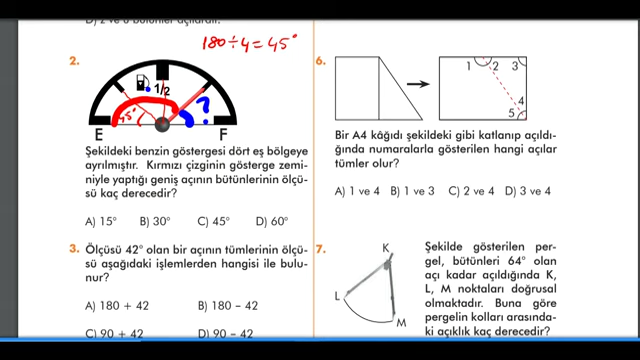 180÷4=45°
2.
1/2
45°
?
E
F
Şekildeki benzin göstergesi dört eş bölgeye
ayrılmıştır. Kırmızı çizginin gösterge zemi-
niyle yaptığı geniş açının bütünlerinin ölçü-
sü kaç derecedir?
A) 15° B) 30° C) 45° D) 60°
3. Ölçüsü 42° olan bir açının tümlerinin ölçü-
sü aşağıdaki işlemlerden hangisi ile bulu-
nur?
A) 180 + 42 B) 180 – 42
C) 90 + 42 D) 90 – 42
6.
1 2 3
4
5
Bir A4 kâğıdı şekildeki gibi katlanıp açıldı-
ğında numaralarla gösterilen hangi açılar
tümler olur?
A) 1 ve 4 B) 1 ve 3 C) 2 ve 4 D) 3 ve 4
7.
K
L
M
Şekilde gösterilen per-
gel, bütünleri 64° olan
açı kadar açıldığında K,
L, M noktaları doğrusal
olmaktadır. Buna göre
pergelin kolları arasında-
ki açıklık kaç derecedir?